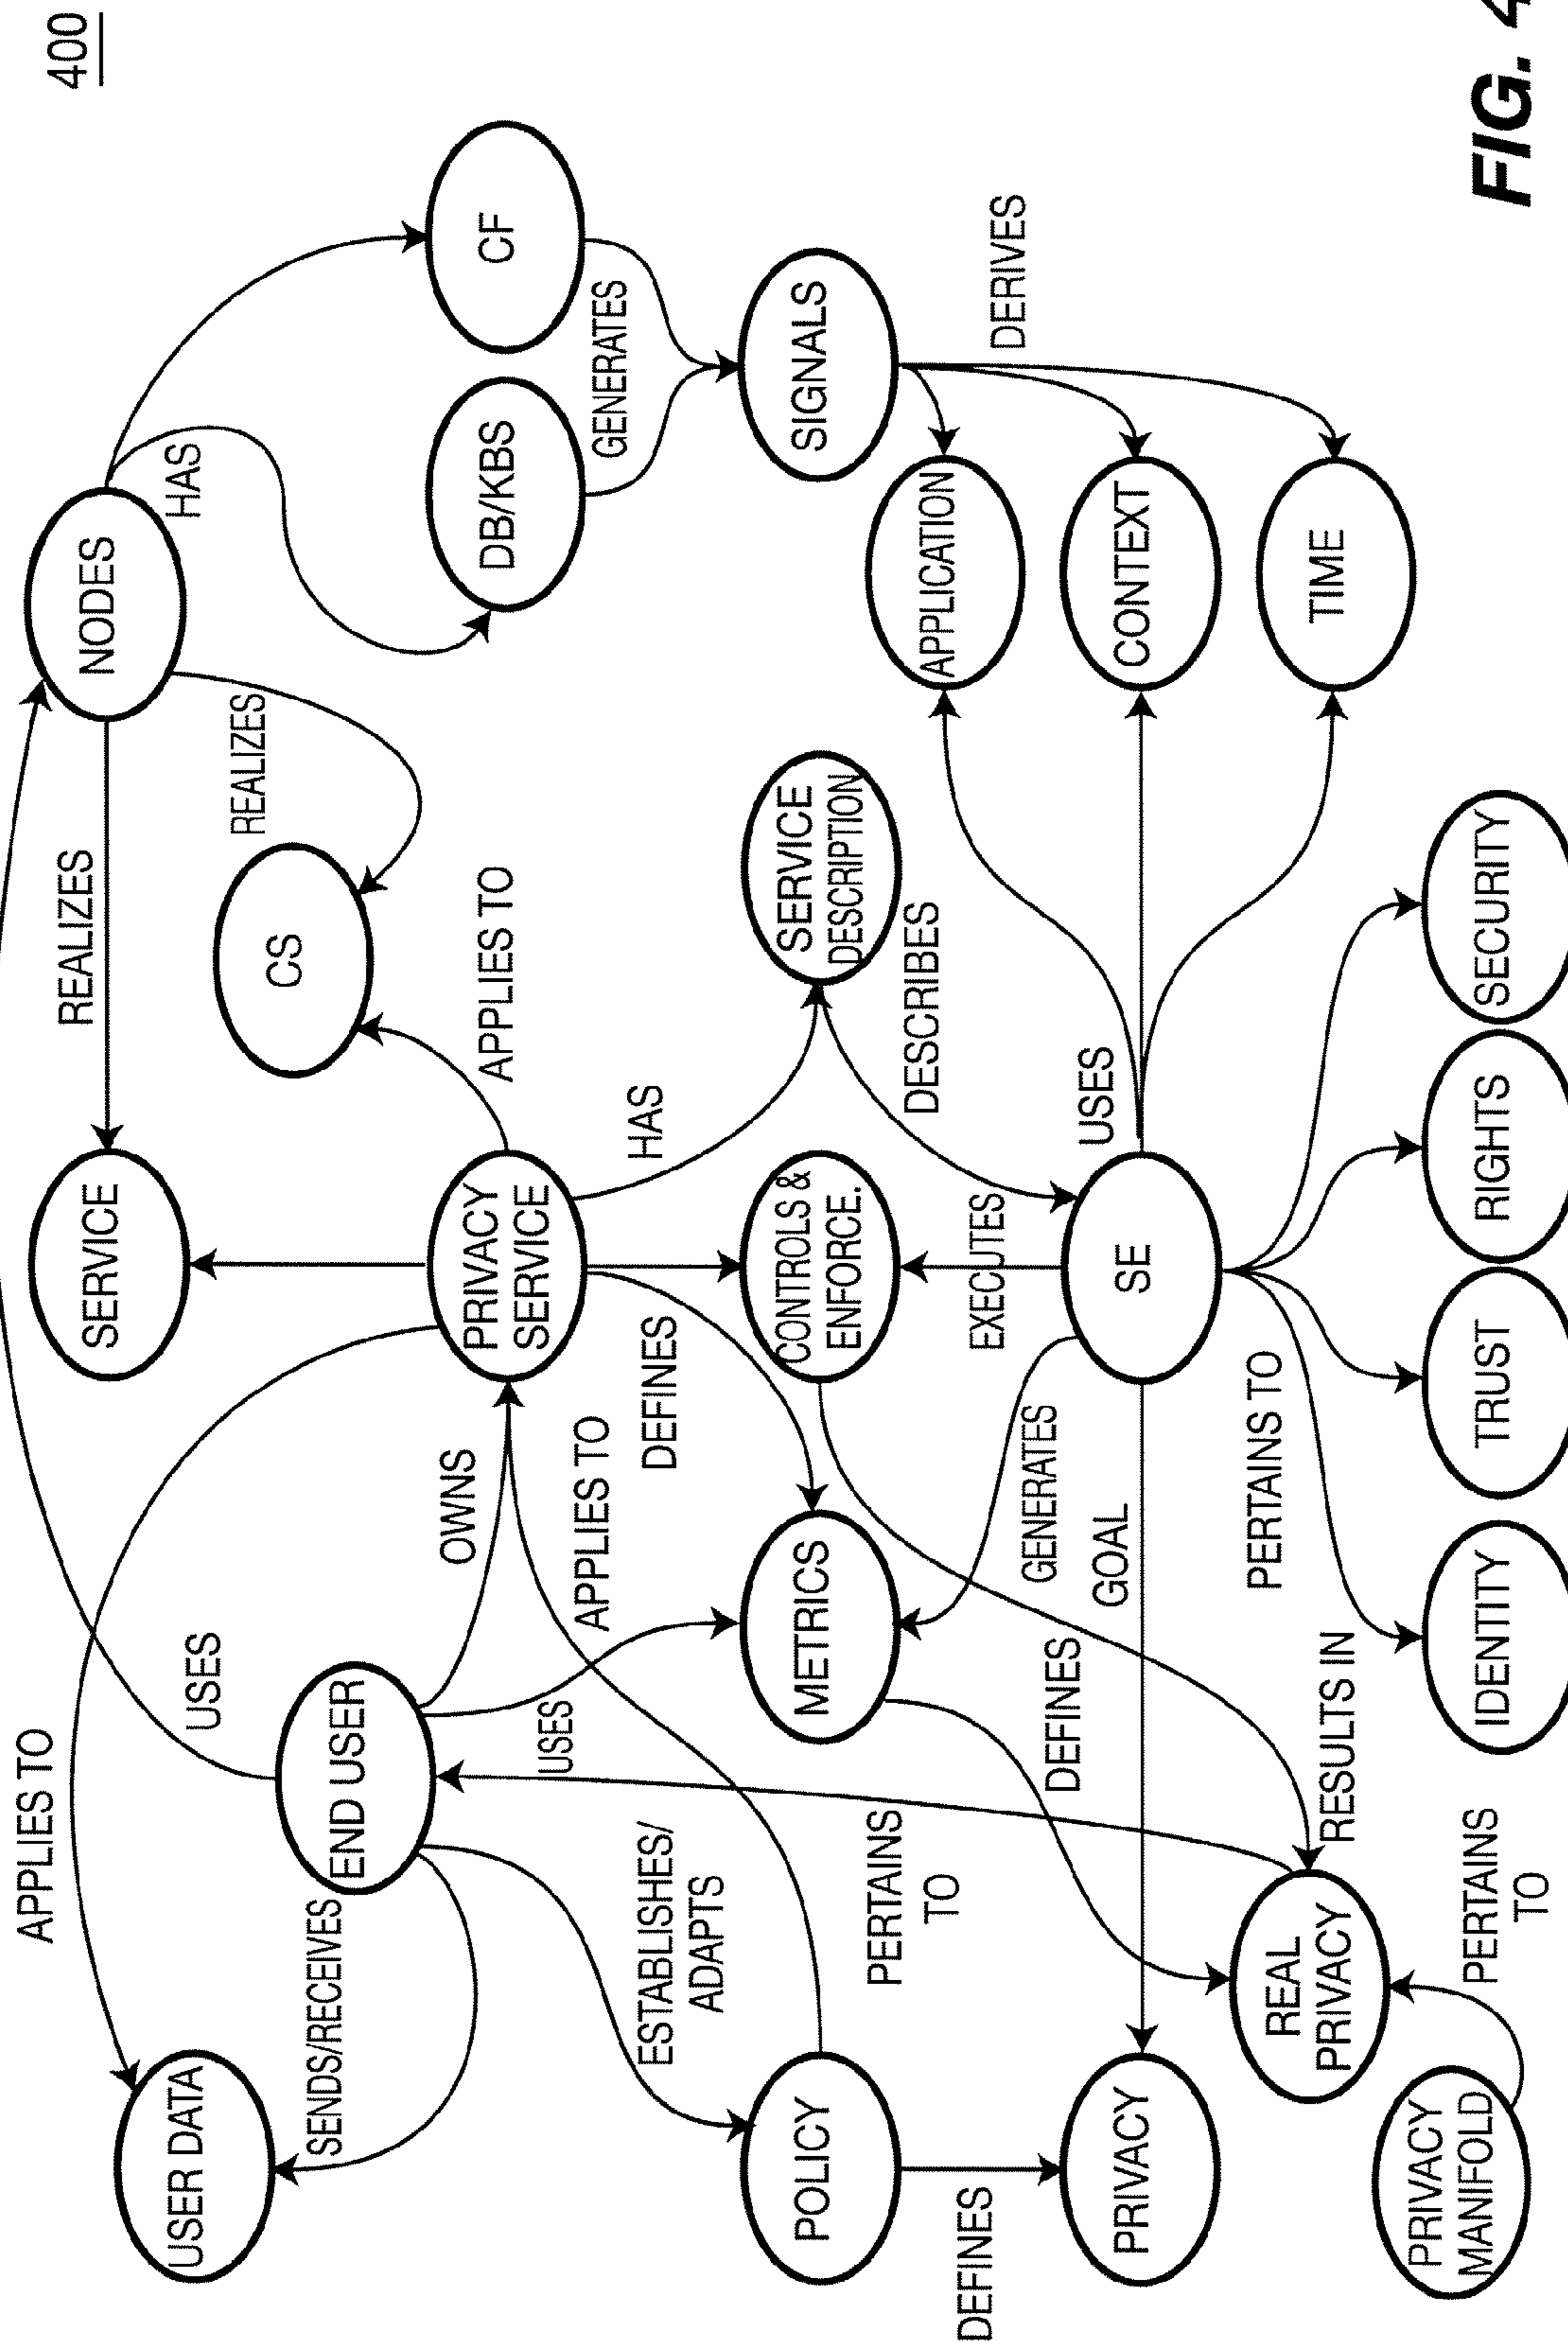 400
APPLIES TO
USES
REALIZES
SERVICE
NODES
USER DATA
SENDS/RECEIVES
END USER
CS
REALIZES
HAS
OWNS
PRIVACY
SERVICE
APPLIES TO
DB/KBS
CF
USES
APPLIES TO
DEFINES
HAS
GENERATES
ESTABLISHES/
ADAPTS
POLICY
METRICS
CONTROLS &
ENFORCE.
SERVICE
DESCRIPTION
SIGNALS
PERTAINS
TO
DESCRIBES
APPLICATION
DEFINES
EXECUTES
DERIVES
DEFINES
GENERATES
GOAL
USES
PRIVACY
SE
CONTEXT
REAL
PRIVACY
RESULTS IN
PERTAINS TO
TIME
PRIVACY
MANIFOLD
PERTAINS
TO
IDENTITY
TRUST
RIGHTS
SECURITY
FIG. 4